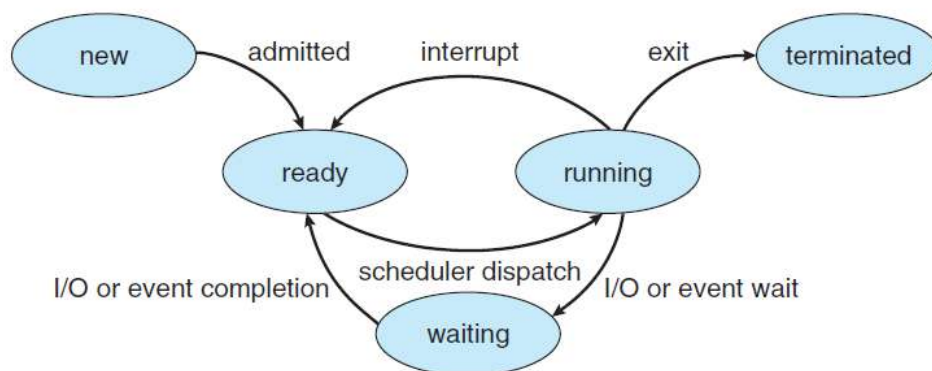 new
admitted
interrupt
exit
terminated
ready
running
scheduler dispatch
I/O or event completion
I/O or event wait
waiting